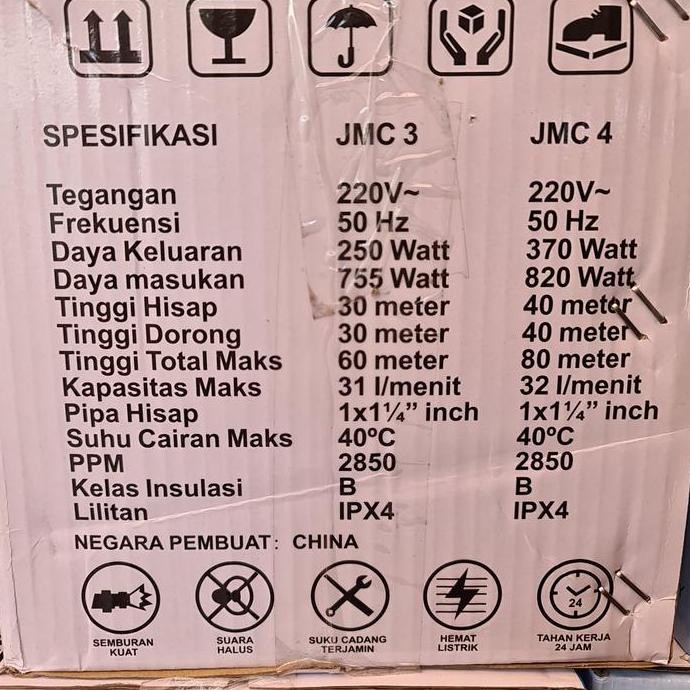 SPESIFIKASI JMC 3 JMC 4
Tegangan 220V~ 220V~
Frekuensi 50 Hz 50 Hz
Daya Keluaran 250 Watt 370 Watt
Daya masukan 755 Watt 820 Watt
Tinggi Hisap 30 meter 40 meter
Tinggi Dorong 30 meter 40 meter
Tinggi Total Maks 60 meter 80 meter
Kapasitas Maks 31 l/menit 32 l/menit
Pipa Hisap 1x1¼” inch 1x1¼” inch
Suhu Cairan Maks 40ºC 40ºC
PPM 2850 2850
Kelas Insulasi B B
Lilitan IPX4 IPX4
NEGARA PEMBUAT: CHINA
24
SEMBURAN KUAT
SUARA HALUS
SUKU CADANG TERJAMIN
HEMAT LISTRIK
TAHAN KERJA 24 JAM